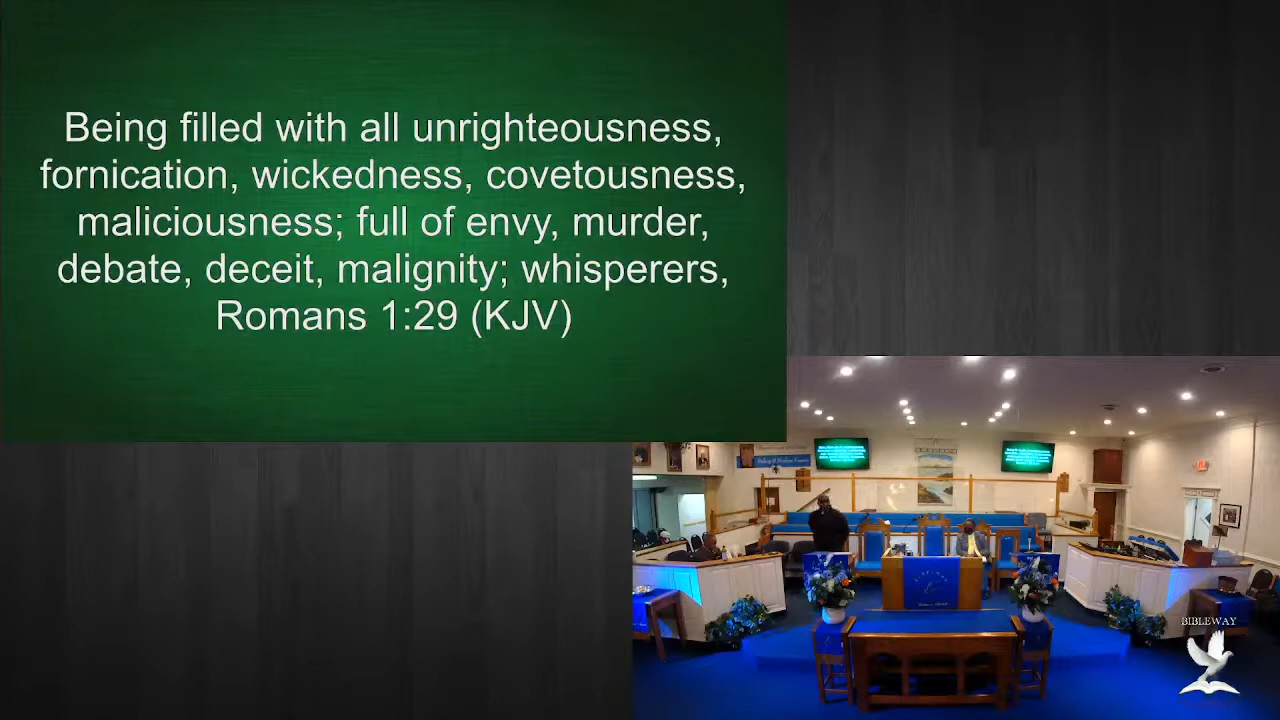 Being filled with all unrighteousness,
fornication, wickedness, covetousness,
maliciousness; full of envy, murder,
debate, deceit, malignity; whisperers,
Romans 1:29 (KJV)
BIBLEWAY